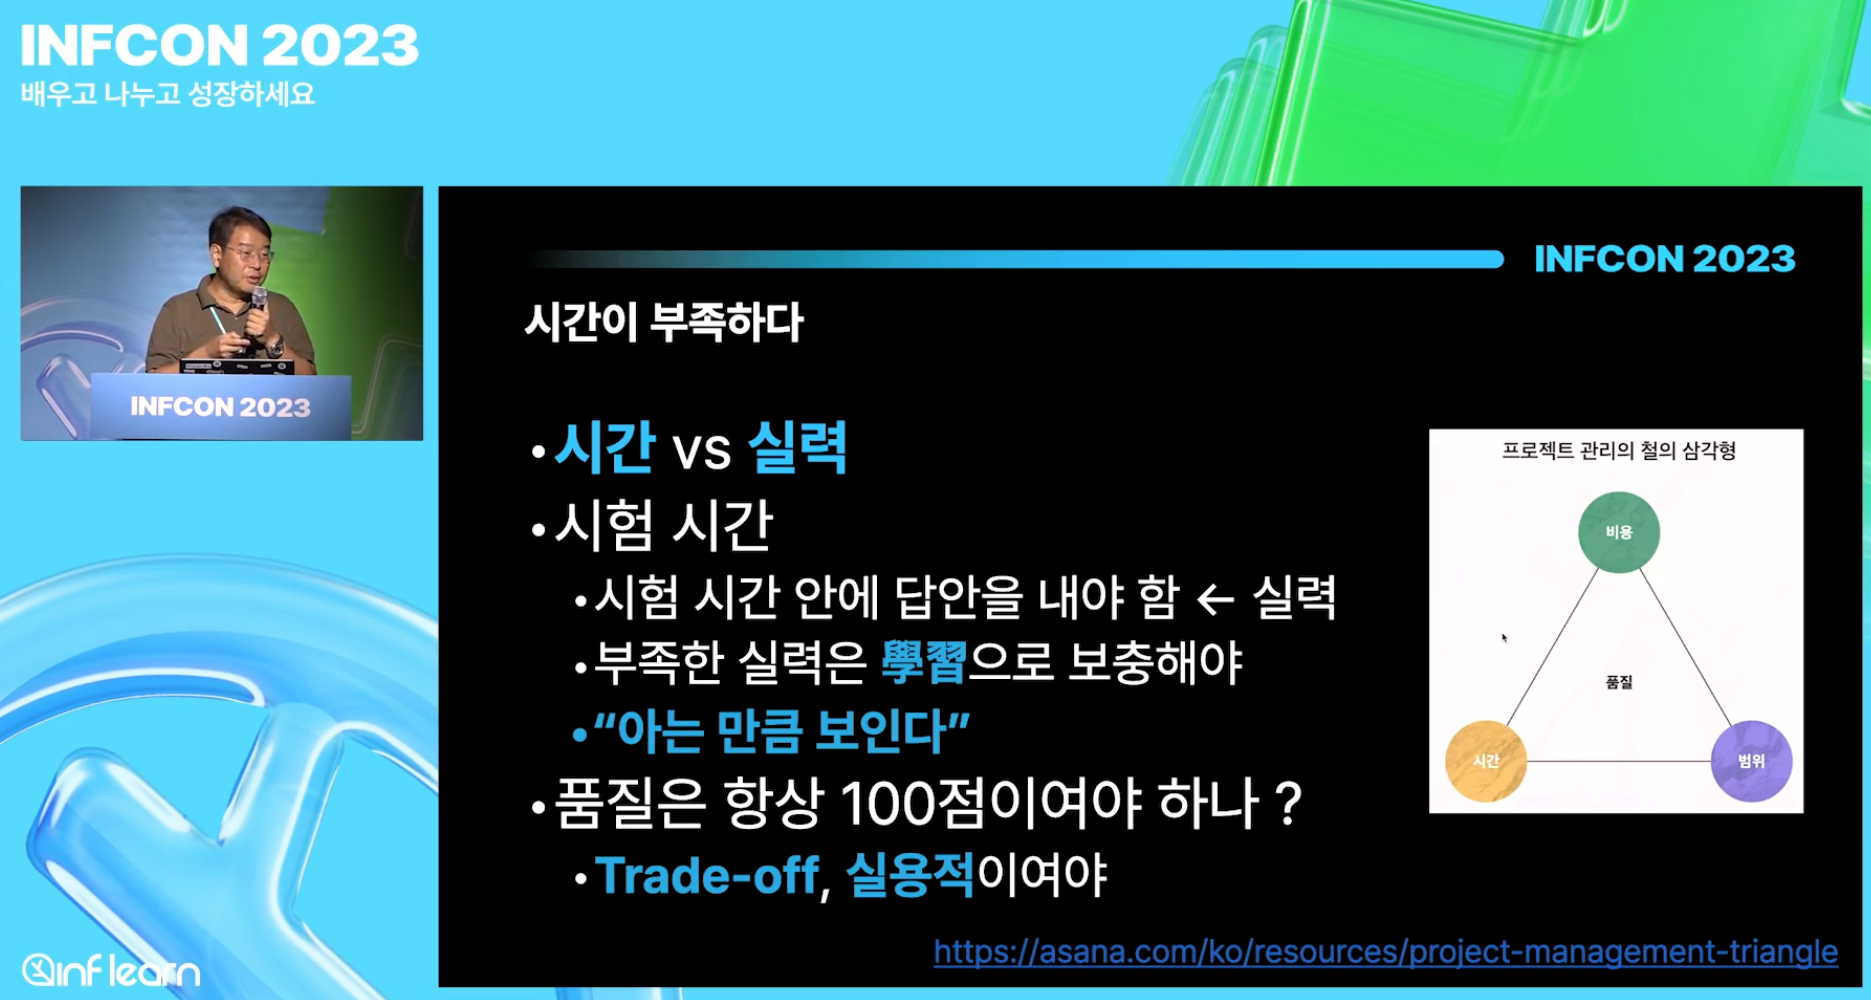 INFCON 2023
배우고 나누고 성장하세요
INFCON 2023
INFCON 2023
시간이 부족하다
•시간 vs 실력
•시험 시간
•시험 시간 안에 답안을 내야 함 ← 실력
•부족한 실력은 學習으로 보충해야
•“아는 만큼 보인다”
•품질은 항상 100점이여야 하나 ?
•Trade-off, 실용적이여야
프로젝트 관리의 철의 삼각형
비용
품질
시간
범위
https://asana.com/ko/resources/project-management-triangle
inflearn